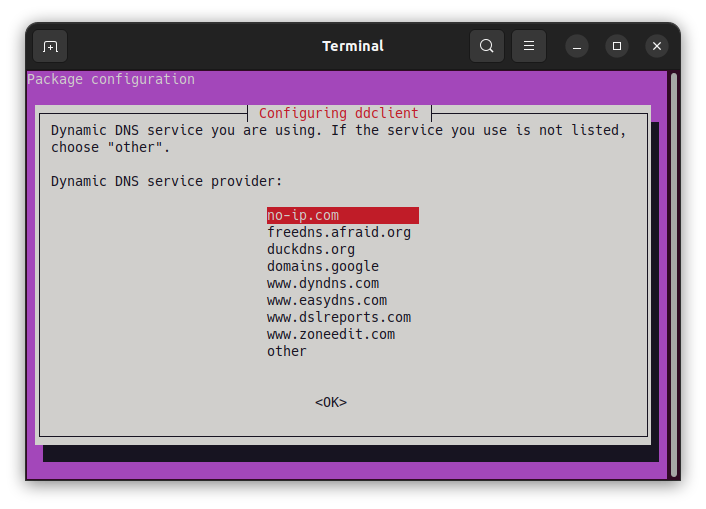 Terminal
Package configuration
Configuring ddclient
Dynamic DNS service you are using. If the service you use is not listed,
choose "other".
Dynamic DNS service provider:
no-ip.com
freedns.afraid.org
duckdns.org
domains.google
www.dyndns.com
www.easydns.com
www.dslreports.com
www.zoneedit.com
other
<OK>